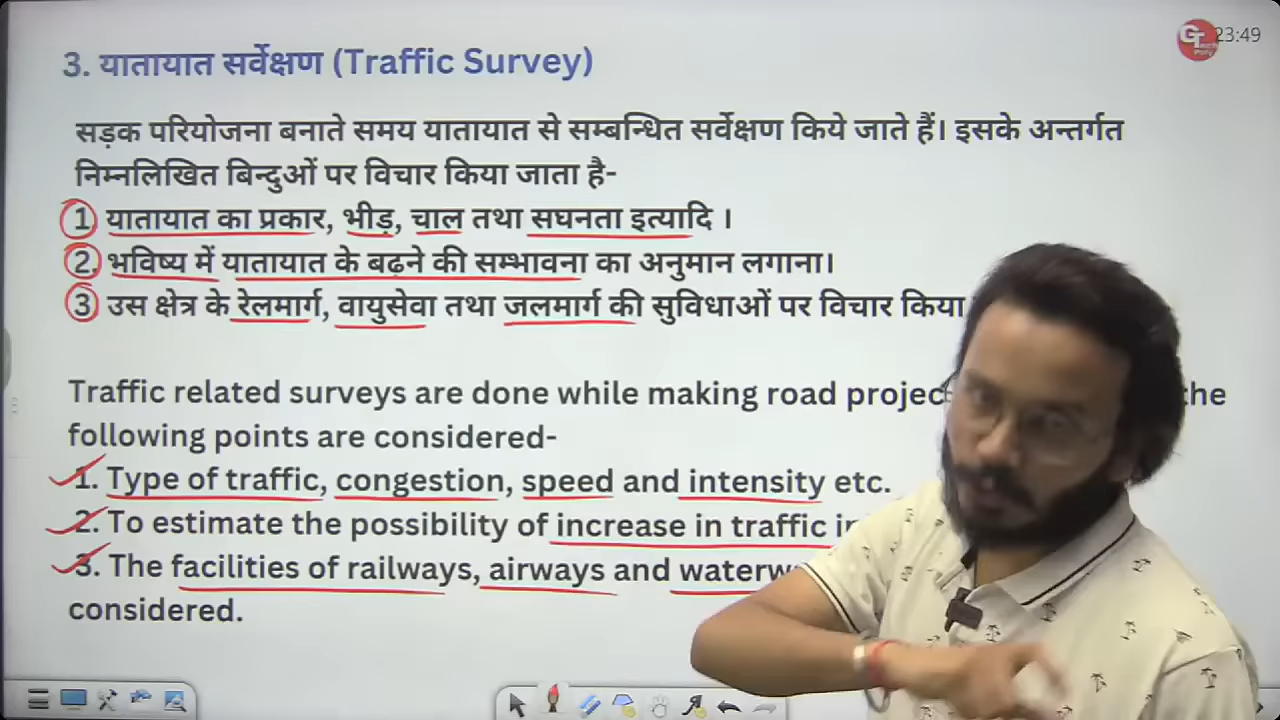 GT
23:49
3. यातायात सर्वेक्षण (Traffic Survey)
सड़क परियोजना बनाते समय यातायात से सम्बन्धित सर्वेक्षण किये जाते हैं। इसके अन्तर्गत
निम्नलिखित बिन्दुओं पर विचार किया जाता है-
1 यातायात का प्रकार, भीड़, चाल तथा सघनता इत्यादि ।
2. भविष्य में यातायात के बढ़ने की सम्भावना का अनुमान लगाना।
3 उस क्षेत्र के रेलमार्ग, वायुसेवा तथा जलमार्ग की सुविधाओं पर विचार किया
Traffic related surveys are done while making road the
following points are considered-
1. Type of traffic, congestion, speed and intensity etc.
2. To estimate the possibility of increase in traffic
3. The facilities of railways, airways and
considered.